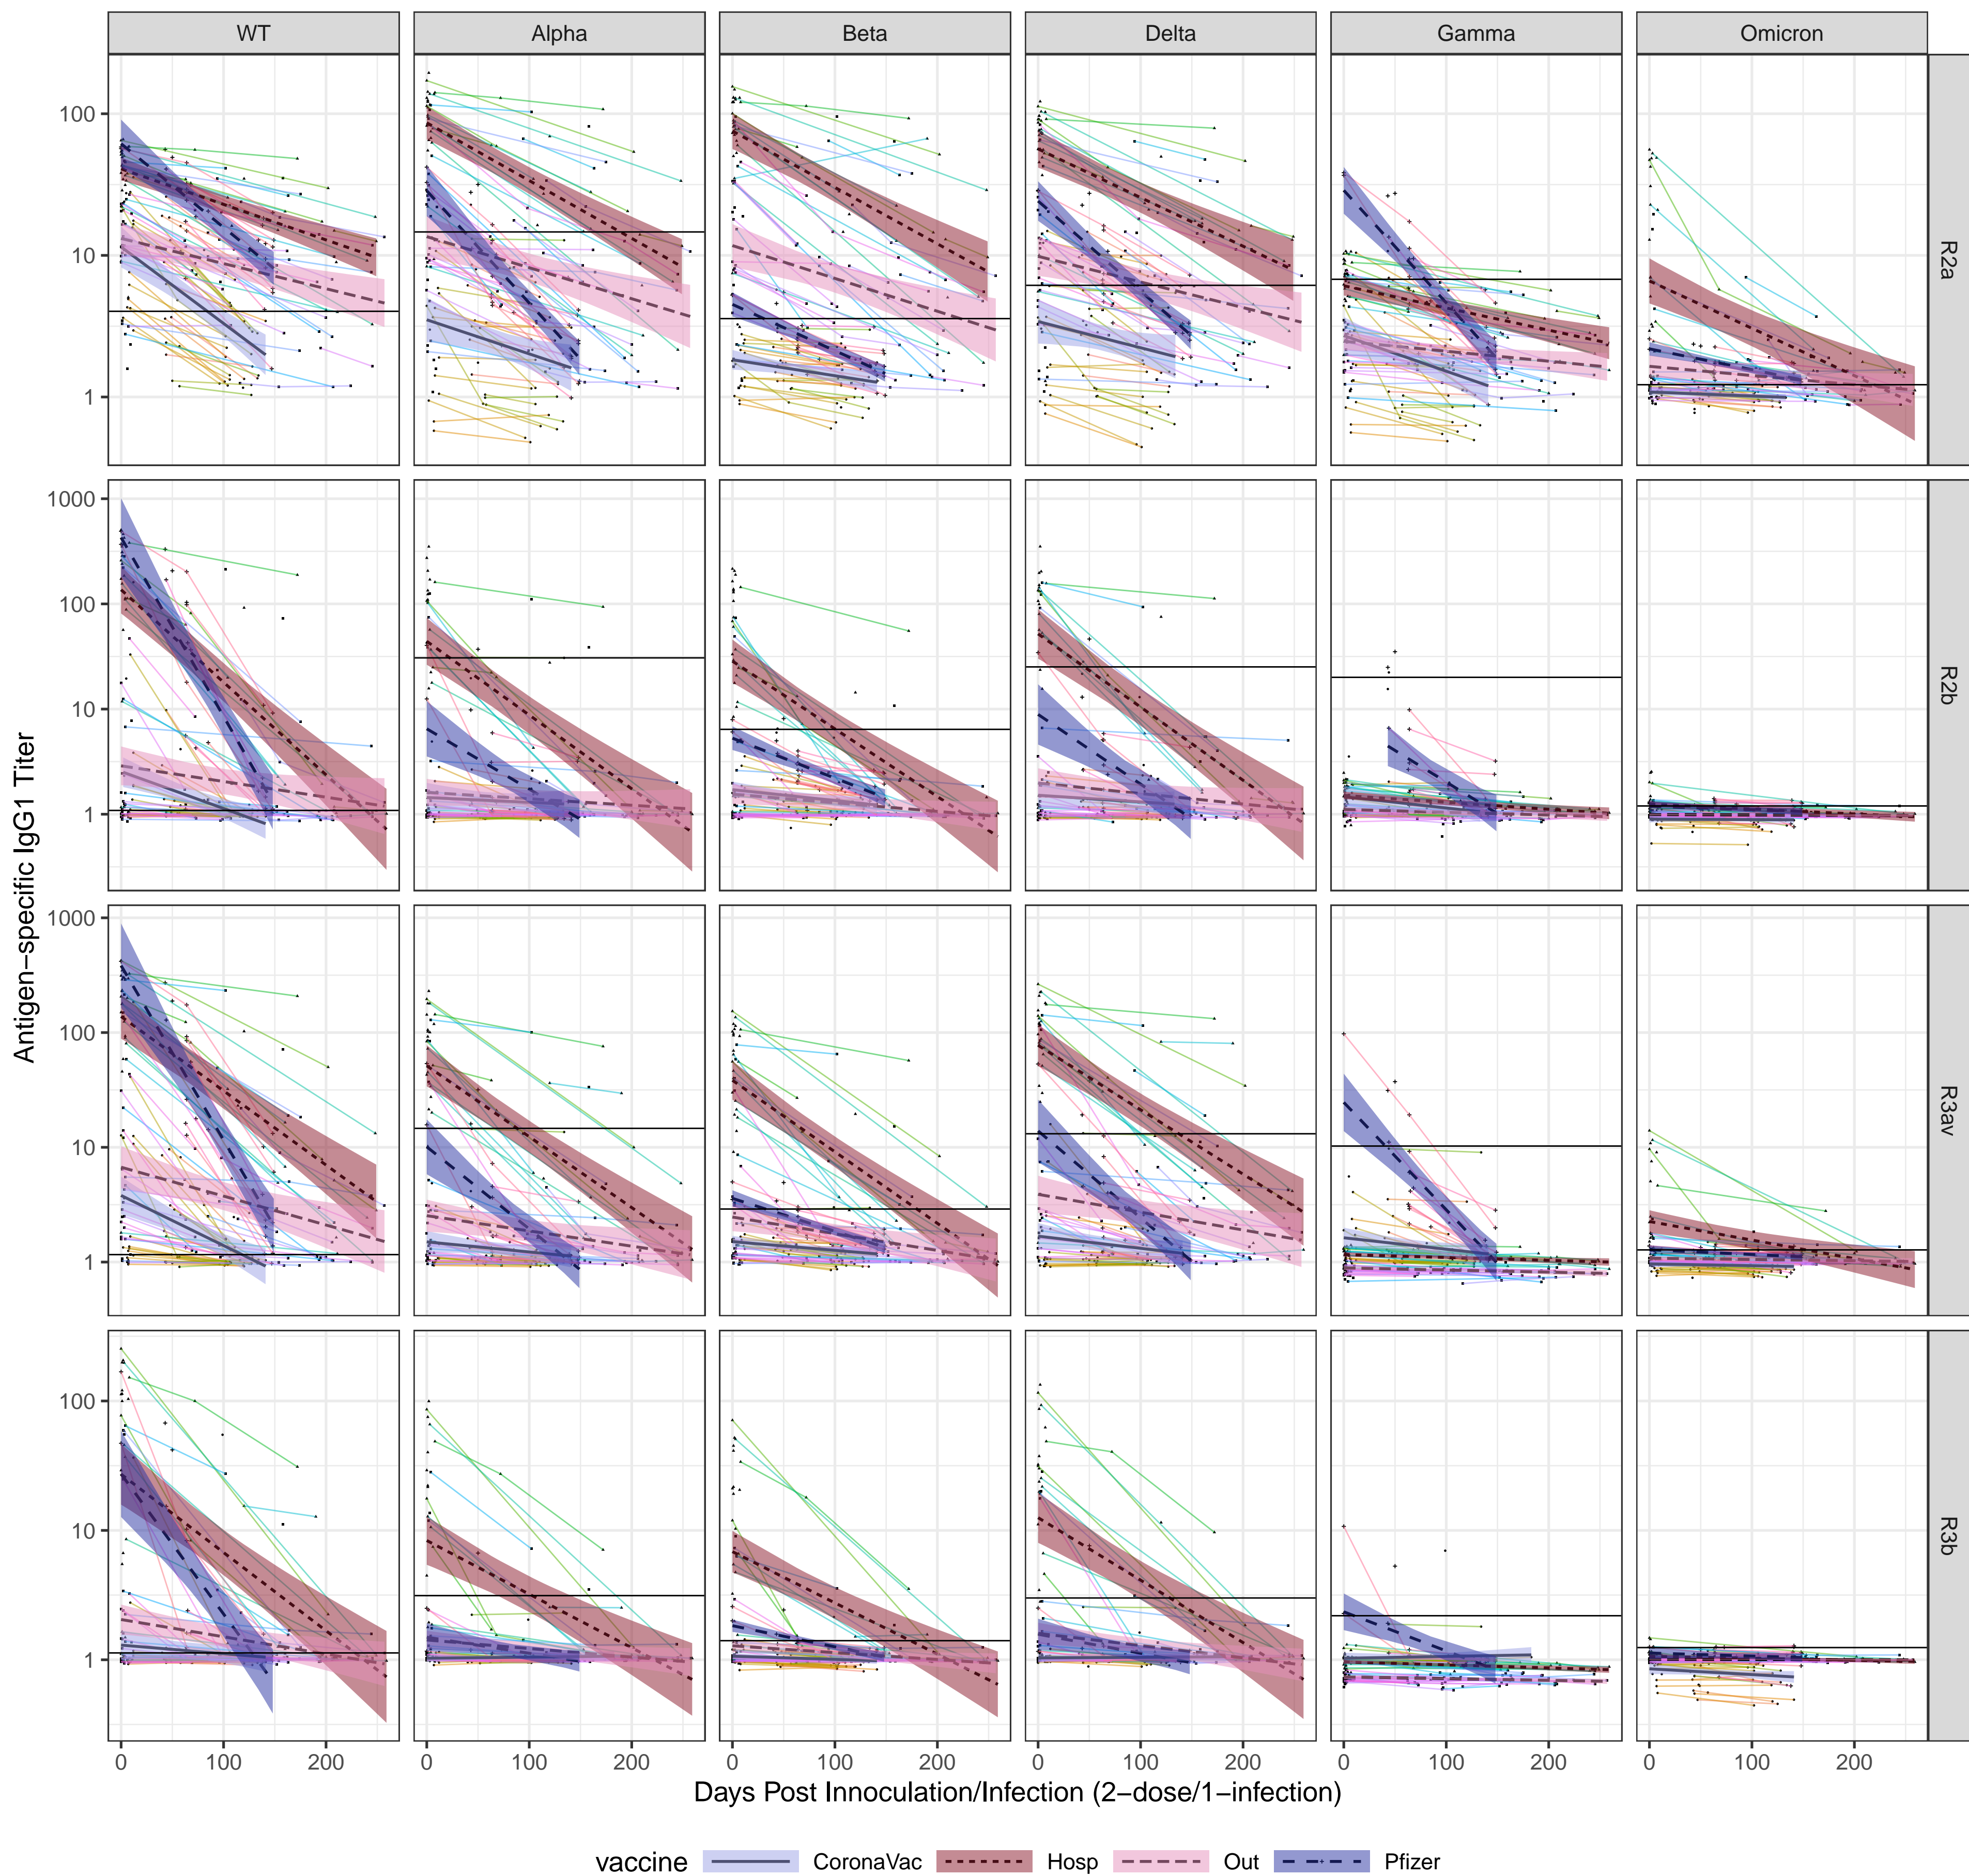 WT Alpha Beta Delta Gamma Omicron
100
10
1
R2a
1000
100
10
1
R2b
1000
100
10
1
R3av
100
10
1
R3b
Antigen−specific IgG1 Titer
0 100 200 0 100 200 0 100 200 0 100 200 0 100 200 0 100 200
Days Post Innoculation/Infection (2−dose/1−infection)
vaccine CoronaVac Hosp Out Pfizer